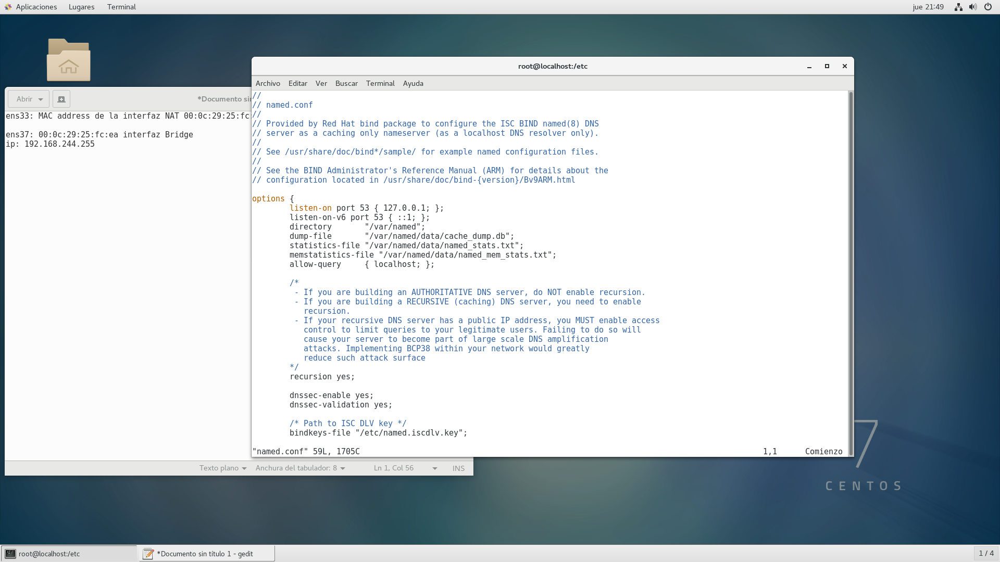 Aplicaciones Lugares Terminal jue 21:49
Abrir *Documento sin
ens33: MAC address de la interfaz NAT 00:0c:29:25:fc:
ens37: 00:0c:29:25:fc:ea interfaz Bridge
ip: 192.168.244.255
Texto plano Anchura del tabulador: 8 Ln 1, Col 56 INS
root@localhost:/etc
Archivo Editar Ver Buscar Terminal Ayuda
//
// named.conf
//
// Provided by Red Hat bind package to configure the ISC BIND named(8) DNS
// server as a caching only nameserver (as a localhost DNS resolver only).
//
// See /usr/share/doc/bind*/sample/ for example named configuration files.
//
// See the BIND Administrator's Reference Manual (ARM) for details about the
// configuration located in /usr/share/doc/bind-{version}/Bv9ARM.html

options {
        listen-on port 53 { 127.0.0.1; };
        listen-on-v6 port 53 { ::1; };
        directory       "/var/named";
        dump-file       "/var/named/data/cache_dump.db";
        statistics-file "/var/named/data/named_stats.txt";
        memstatistics-file "/var/named/data/named_mem_stats.txt";
        allow-query     { localhost; };

        /*
         - If you are building an AUTHORITATIVE DNS server, do NOT enable recursion.
         - If you are building a RECURSIVE (caching) DNS server, you need to enable
           recursion.
         - If your recursive DNS server has a public IP address, you MUST enable access
           control to limit queries to your legitimate users. Failing to do so will
           cause your server to become part of large scale DNS amplification
           attacks. Implementing BCP38 within your network would greatly
           reduce such attack surface
        */
        recursion yes;

        dnssec-enable yes;
        dnssec-validation yes;

        /* Path to ISC DLV key */
        bindkeys-file "/etc/named.iscdlv.key";

"named.conf" 59L, 1705C 1,1 Comienzo
7
CENTOS
root@localhost:/etc *Documento sin título 1 - gedit 1 / 4